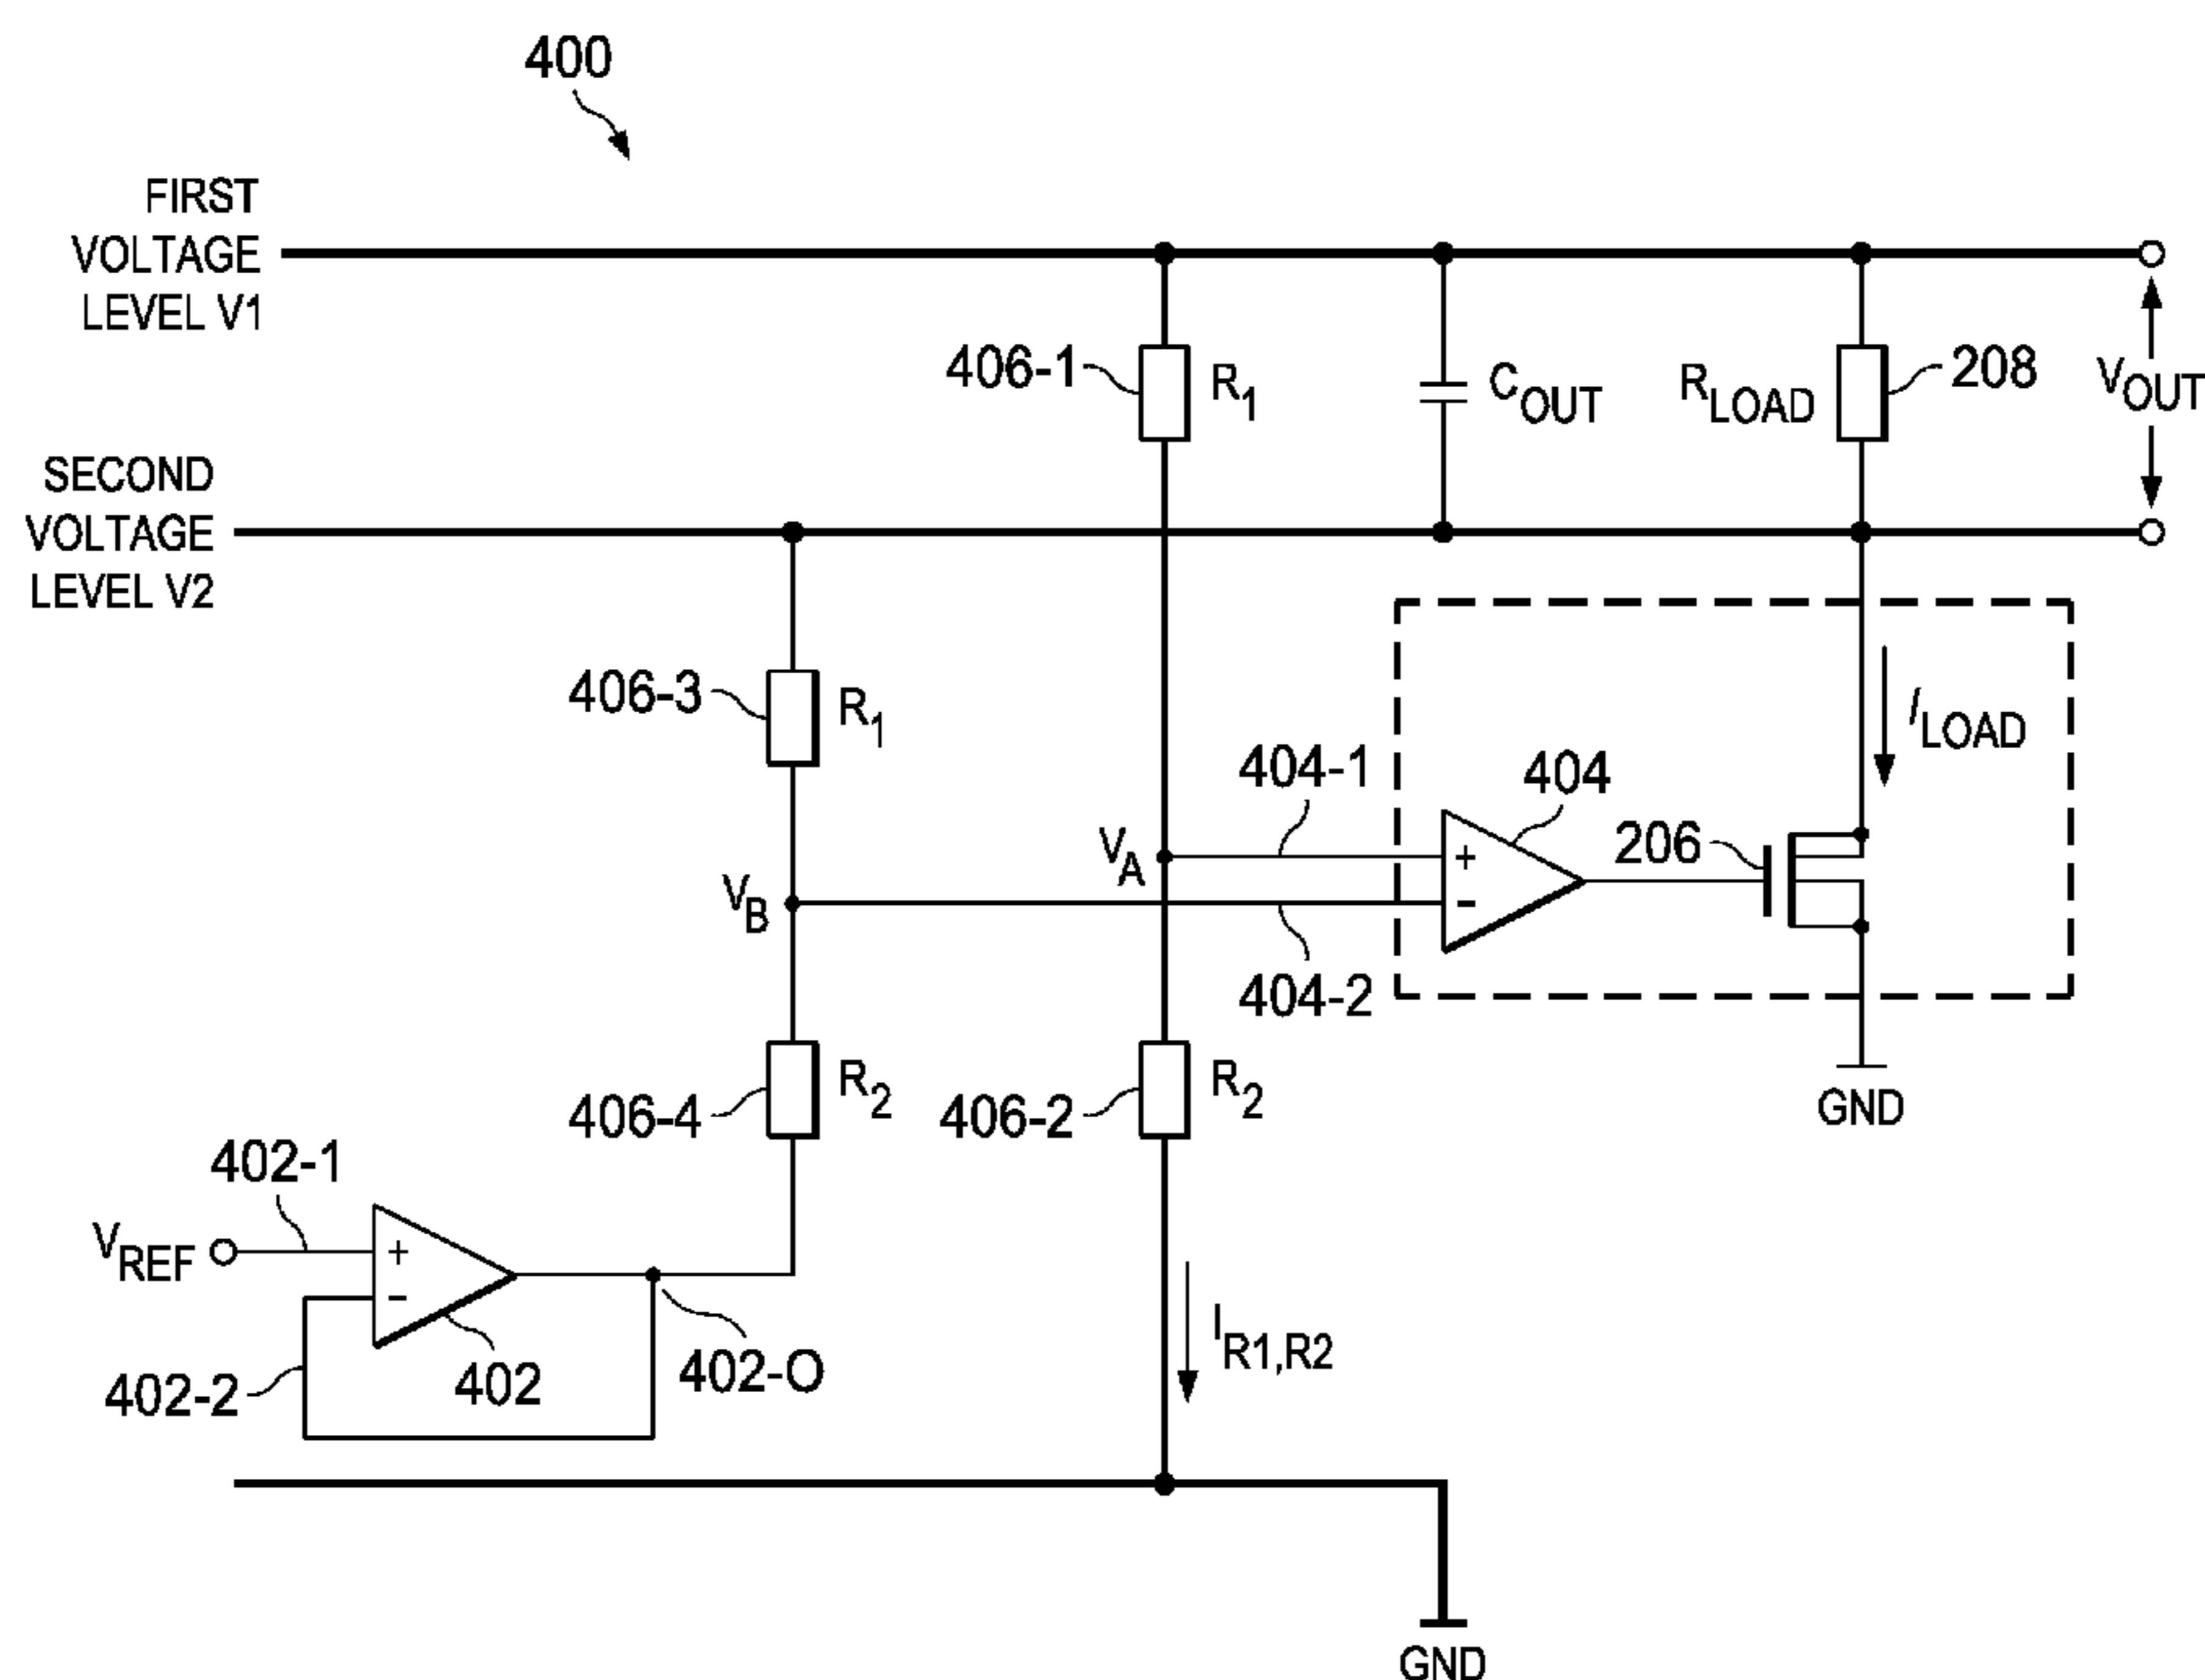 400
FIRST
VOLTAGE
LEVEL V1
406-1
R1
COUT
RLOAD
208
VOUT
SECOND
VOLTAGE
LEVEL V2
406-3
R1
ILOAD
404-1
404
206
VA
+
VB
-
404-2
406-4
R2
406-2
R2
GND
402-1
VREF
+
-
402-2
402
402-O
IR1,R2
GND